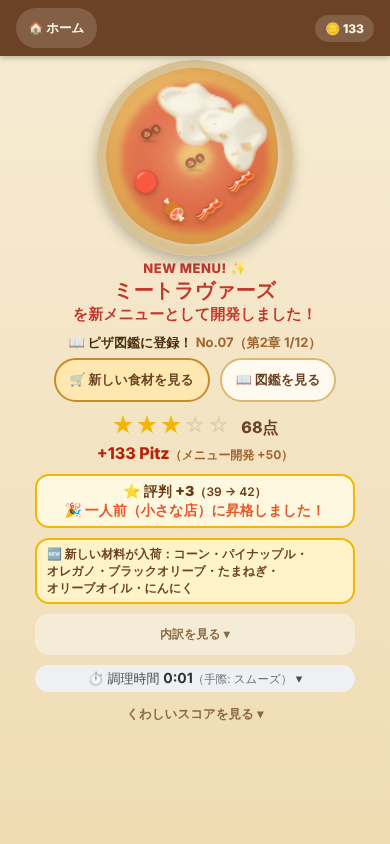 🏠 ホーム
🪙 133
NEW MENU! ✨
ミートラヴァーズ
を新メニューとして開発しました！
📖 ピザ図鑑に登録！ No.07（第2章 1/12）
🛒 新しい食材を見る
📖 図鑑を見る
★★★☆☆ 68点
+133 Pitz（メニュー開発 +50）
⭐ 評判 +3（39 → 42）
🎉 一人前（小さな店）に昇格しました！
🆕 新しい材料が入荷：コーン・パイナップル・
オレガノ・ブラックオリーブ・たまねぎ・
オリーブオイル・にんにく
内訳を見る ▾
⏱️ 調理時間 0:01（手際: スムーズ） ▾
くわしいスコアを見る ▾